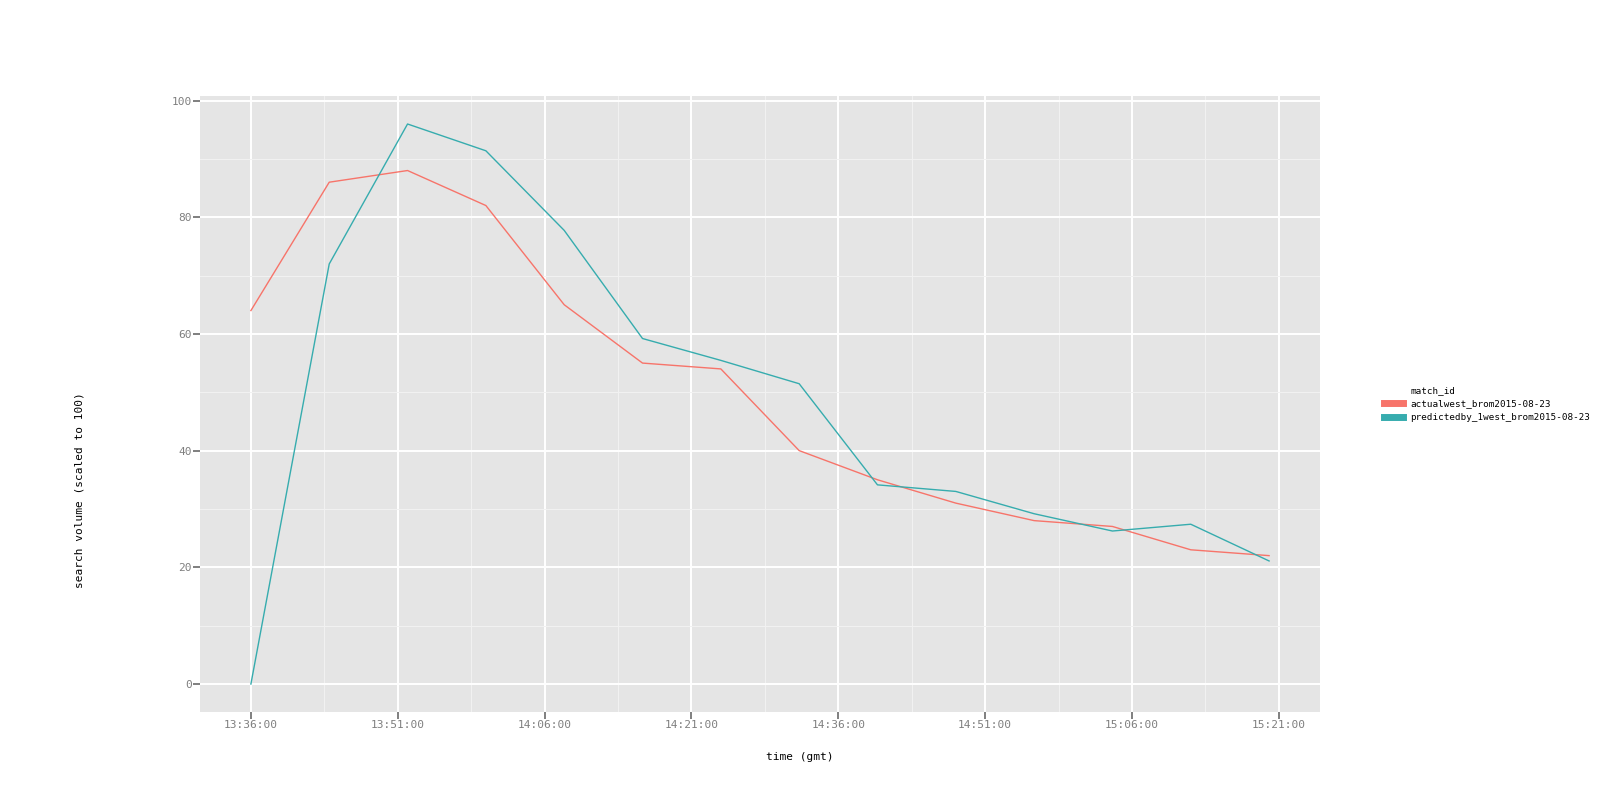 100
80
60
40
20
0
search volume (scaled to 100)
13:36:00 13:51:00 14:06:00 14:21:00 14:36:00 14:51:00 15:06:00 15:21:00
time (gmt)
match_id
actualwest_brom2015-08-23
predictedby_1west_brom2015-08-23